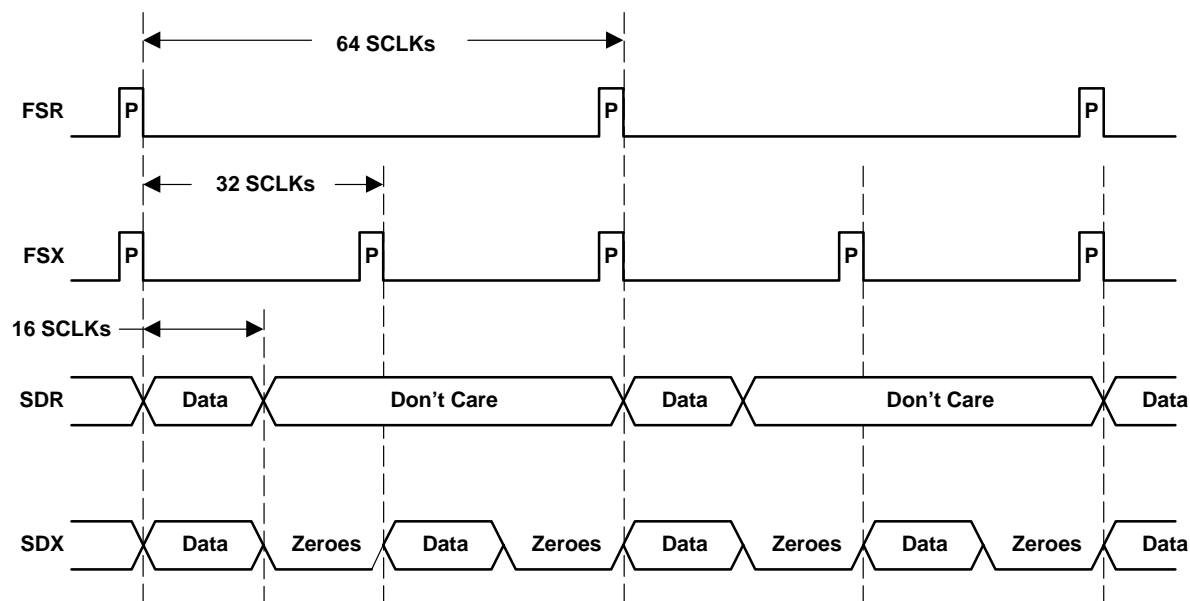 64 SCLKs
FSR P P P
32 SCLKs
FSX P P P P P
16 SCLKs
SDR Data Don't Care Data Don't Care Data
SDX Data Zeroes Data Zeroes Data Zeroes Data Zeroes Data